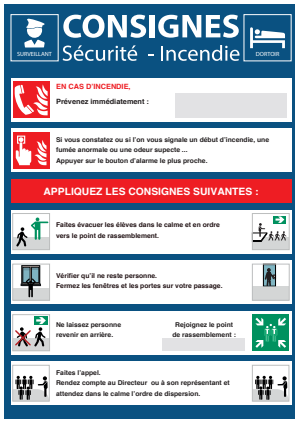 CONSIGNES
Sécurité - Incendie
SURVEILLANT
DORTOIR
EN CAS D'INCENDIE,
Prévenez immédiatement :
Si vous constatez ou si l'on vous signale un début d'incendie, une
fumée anormale ou une odeur supecte ...
Appuyer sur le bouton d'alarme le plus proche.
APPLIQUEZ LES CONSIGNES SUIVANTES :
Faites évacuer les élèves dans le calme et en ordre
vers le point de rassemblement.
Vérifier qu'il ne reste personne.
Fermez les fenêtres et les portes sur votre passage.
Ne laissez personne
revenir en arrière.
Rejoignez le point
de rassemblement :
Faites l'appel.
Rendez compte au Directeur ou à son représentant et
attendez dans le calme l'ordre de dispersion.